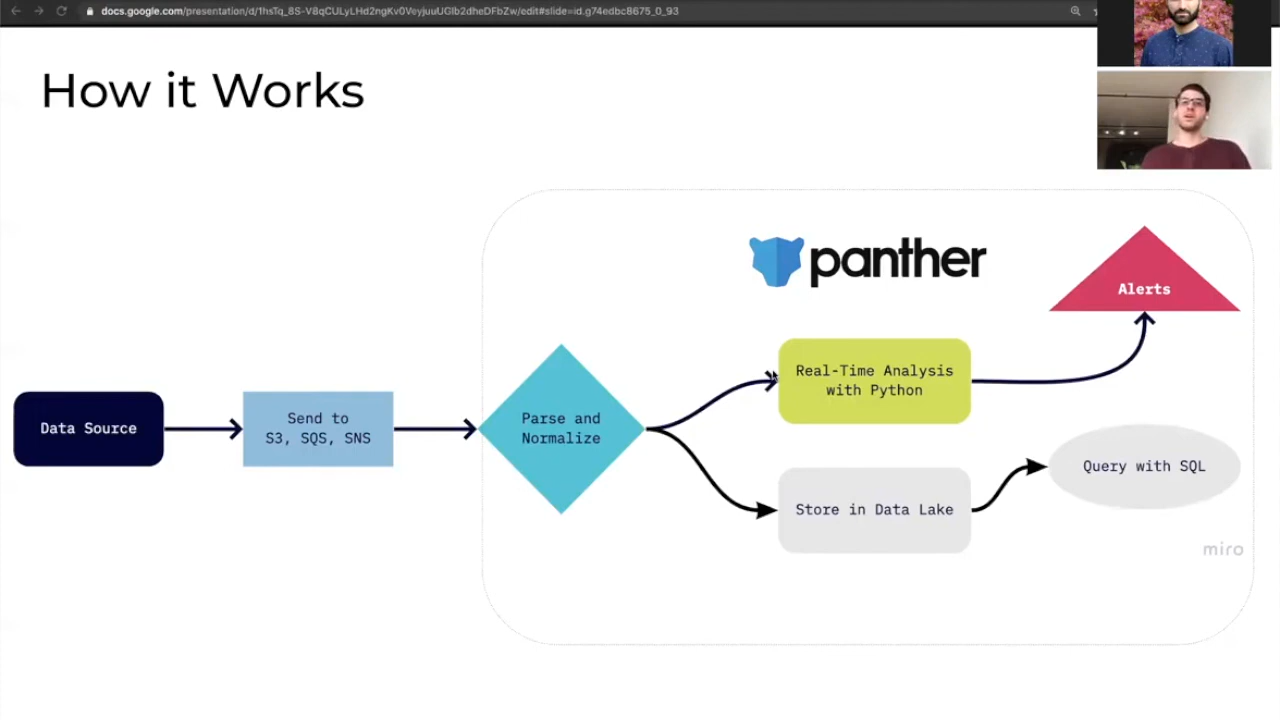 docs.google.com/presentation/d/1hsTq_8S-V8qCULyLHd2ngKv0VeyjuuUGIb2dheDFbZw/edit#slide=id.g74edbc8675_0_93
How it Works
panther
Alerts
Real-Time Analysis
with Python
Data Source
Send to
S3, SQS, SNS
Parse and
Normalize
Query with SQL
Store in Data Lake
miro